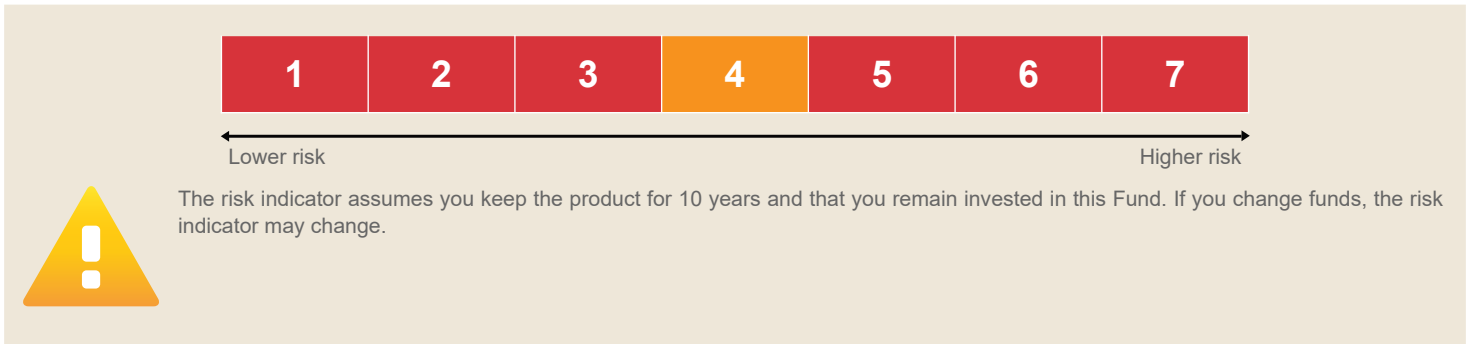 1 2 3 4 5 6 7
Lower risk Higher risk
The risk indicator assumes you keep the product for 10 years and that you remain invested in this Fund. If you change funds, the risk
indicator may change.